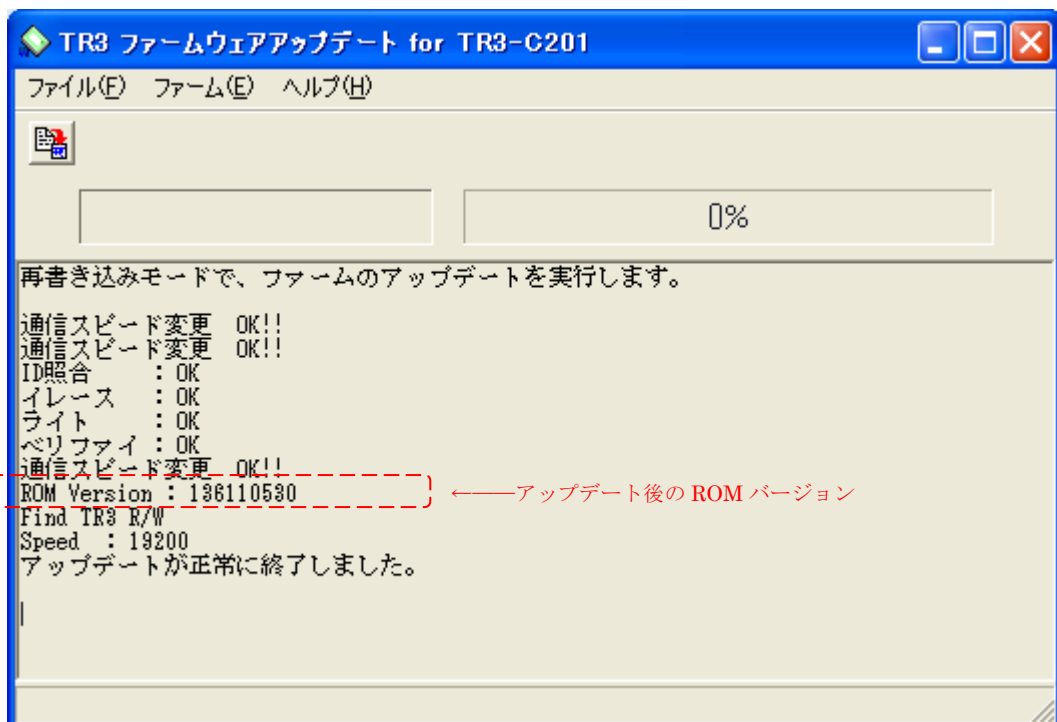 TR3 ファームウェアアップデート for TR3-C201
ファイル(F) ファーム(E) ヘルプ(H)
0%
再書き込みモードで、ファームのアップデートを実行します。
通信スピード変更 OK!!
通信スピード変更 OK!!
ID照合 : OK
イレース : OK
ライト : OK
ベリファイ : OK
通信スピード変更 OK!!
ROM Version : 136110530 ←――アップデート後の ROM バージョン
Find TR3 R/W
Speed : 19200
アップデートが正常に終了しました。